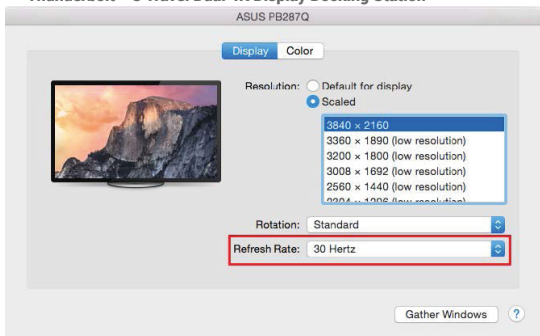 ASUS PB287Q
Display Color
Resolution: Default for display
Scaled
3840 × 2160
3360 × 1890 (low resolution)
3200 × 1800 (low resolution)
3008 × 1692 (low resolution)
2560 × 1440 (low resolution)
Rotation: Standard
Refresh Rate: 30 Hertz
Gather Windows ?